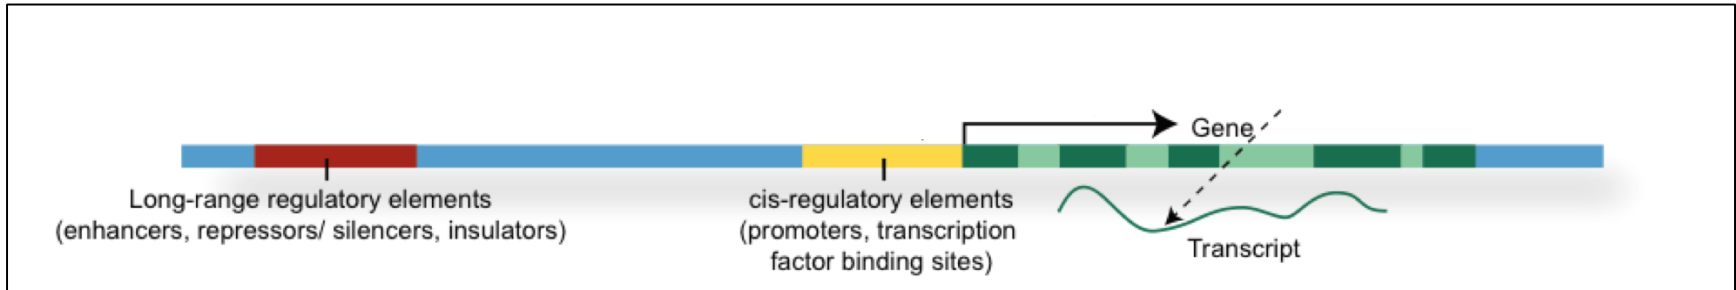 Gene
Long-range regulatory elements
(enhancers, repressors/ silencers, insulators)
cis-regulatory elements
(promoters, transcription
factor binding sites)
Transcript